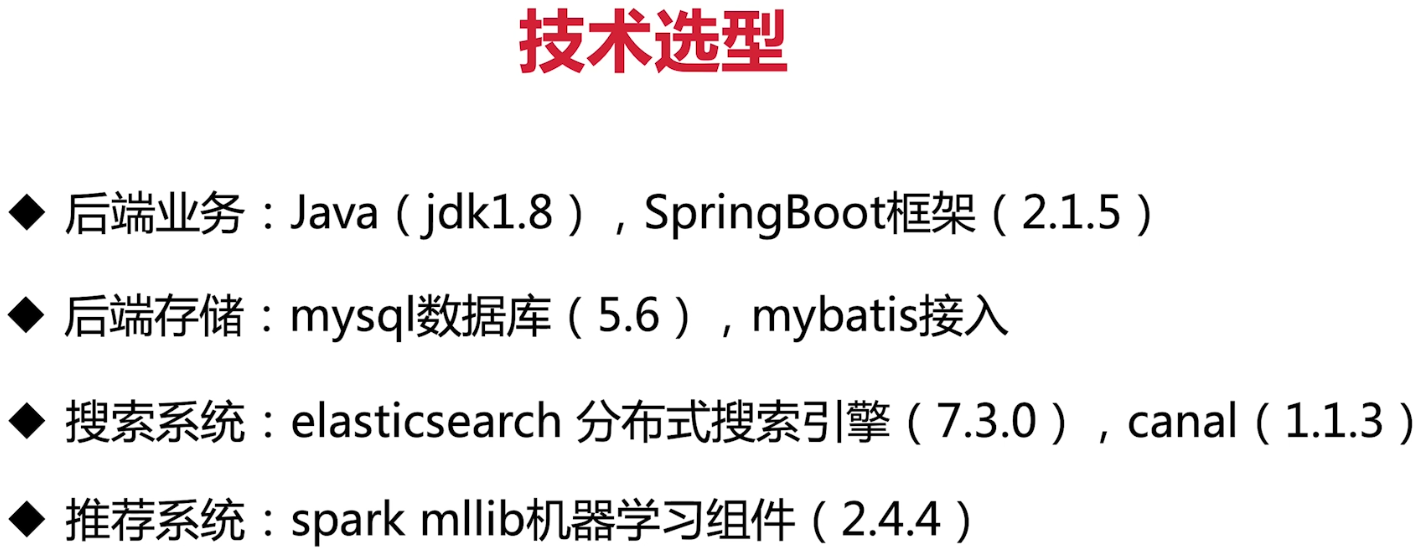 技术选型
◆ 后端业务：Java（jdk1.8），SpringBoot框架（2.1.5）
◆ 后端存储：mysql数据库（5.6），mybatis接入
◆ 搜索系统：elasticsearch 分布式搜索引擎（7.3.0），canal（1.1.3）
◆ 推荐系统：spark mllib机器学习组件（2.4.4）